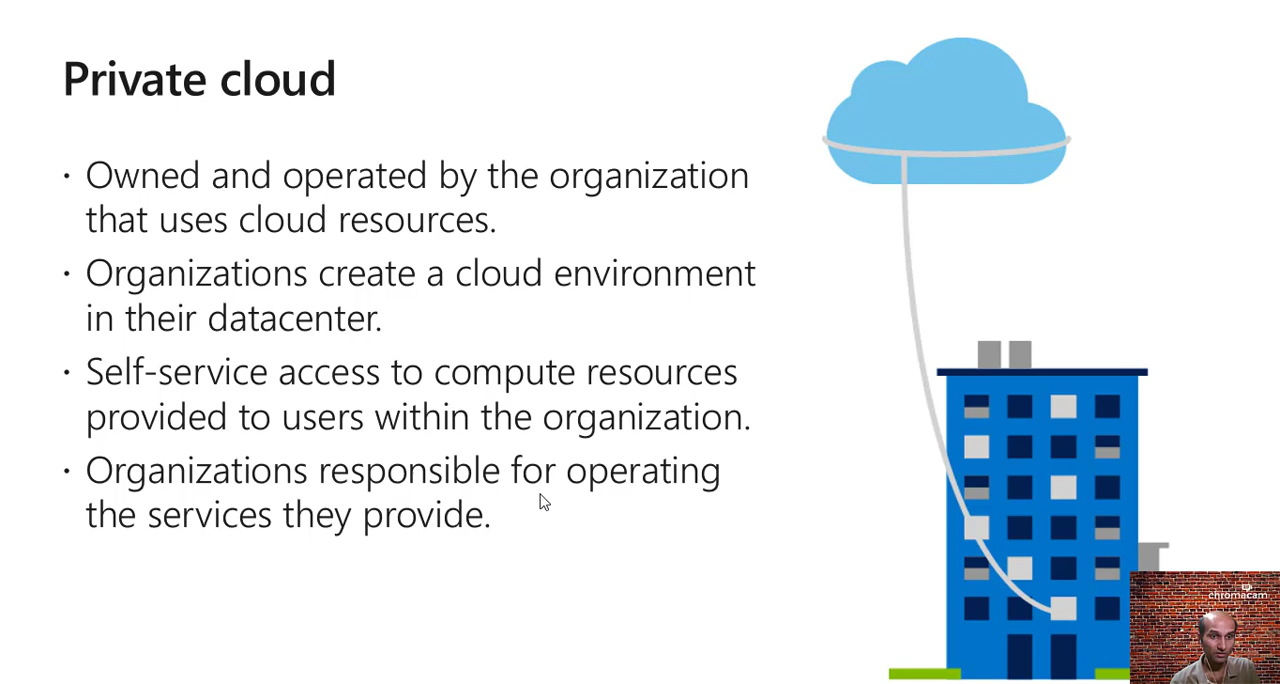 Private cloud
· Owned and operated by the organization
that uses cloud resources.
· Organizations create a cloud environment
in their datacenter.
· Self-service access to compute resources
provided to users within the organization.
· Organizations responsible for operating
the services they provide.
chromacam